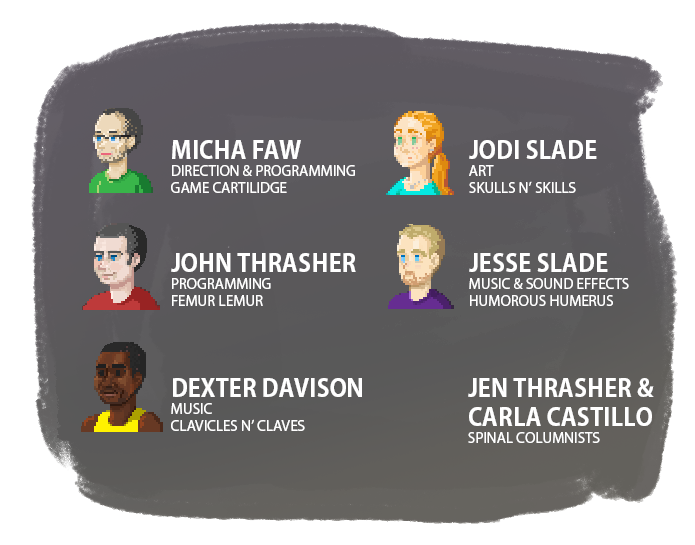 MICHA FAW
DIRECTION & PROGRAMMING
GAME CARTILIDGE
JODI SLADE
ART
SKULLS N' SKILLS
JOHN THRASHER
PROGRAMMING
FEMUR LEMUR
JESSE SLADE
MUSIC & SOUND EFFECTS
HUMOROUS HUMERUS
DEXTER DAVISON
MUSIC
CLAVICLES N' CLAVES
JEN THRASHER &
CARLA CASTILLO
SPINAL COLUMNISTS